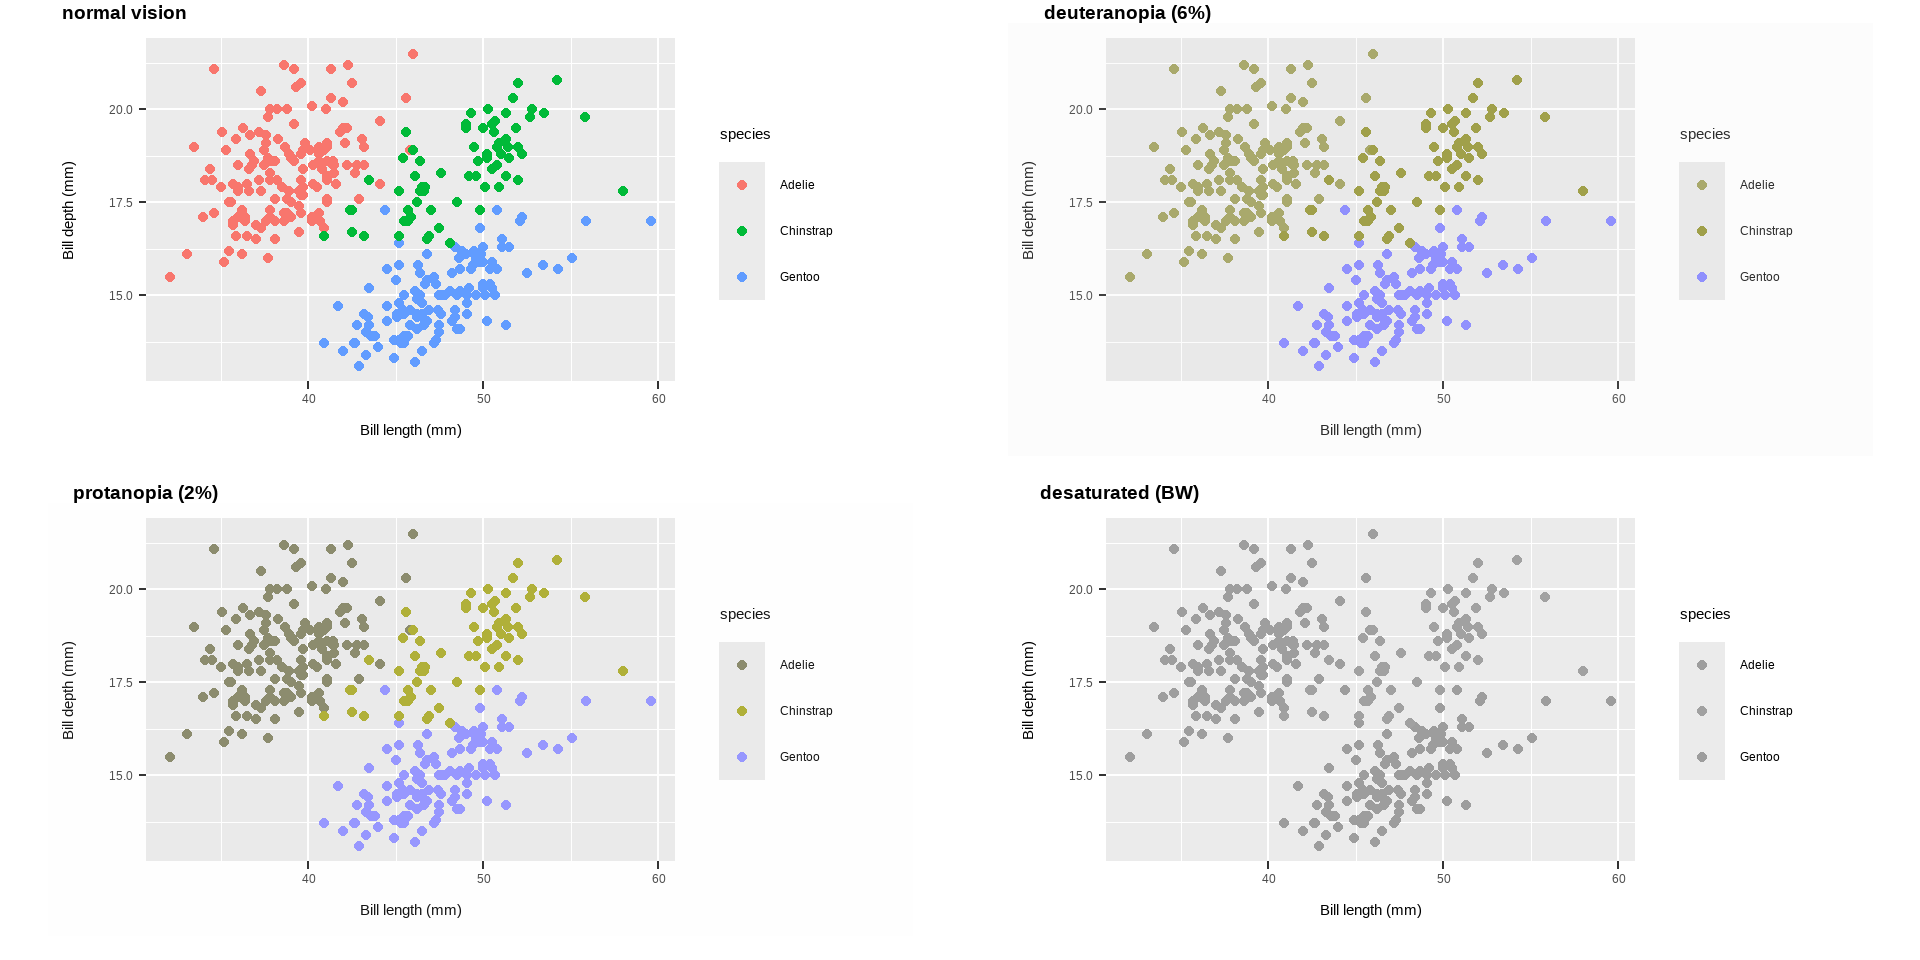 normal vision
20.0
17.5
15.0
40
50
60
Bill length (mm)
Bill depth (mm)
species
Adelie
Chinstrap
Gentoo
deuteranopia (6%)
20.0
17.5
15.0
40
50
60
Bill length (mm)
Bill depth (mm)
species
Adelie
Chinstrap
Gentoo
protanopia (2%)
20.0
17.5
15.0
40
50
60
Bill length (mm)
Bill depth (mm)
species
Adelie
Chinstrap
Gentoo
desaturated (BW)
20.0
17.5
15.0
40
50
60
Bill length (mm)
Bill depth (mm)
species
Adelie
Chinstrap
Gentoo